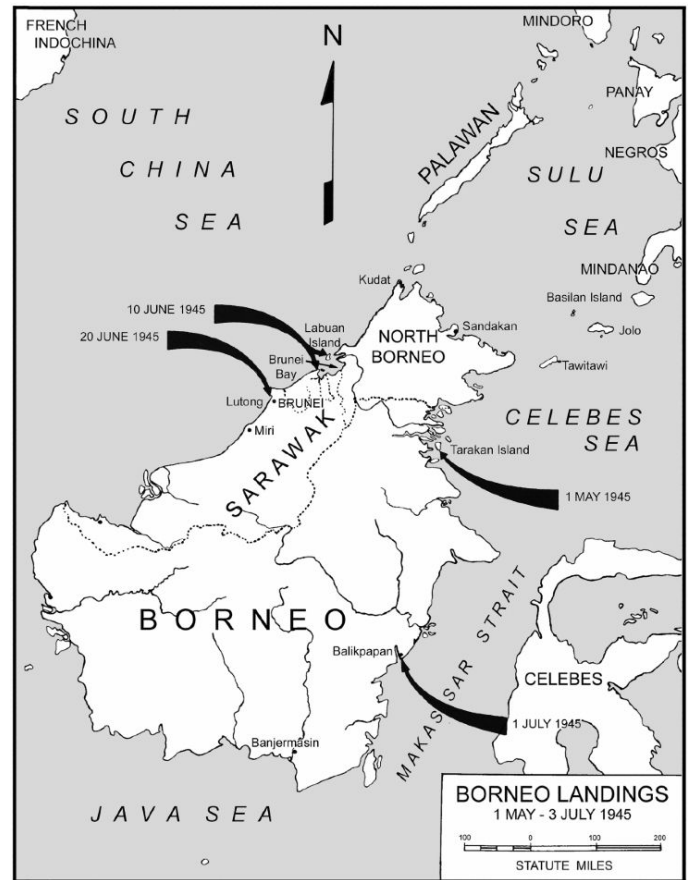 FRENCH
INDOCHINA
MINDORO
N
PANAY
SOUTH
CHINA
SEA
PALAWAN
NEGROS
SULU
SEA
MINDANAO
Kudat
Basilan Island
10 JUNE 1945
Labuan
Island
NORTH
BORNEO
Sandakan
Jolo
20 JUNE 1945
Brunei
Bay
Tawitawi
Lutong
BRUNEI
CELEBES
SEA
Miri
SARAWAK
Tarakan Island
1 MAY 1945
BORNEO
MAKASSAR STRAIT
Balikpapan
CELEBES
1 JULY 1945
Banjermasin
JAVA SEA
BORNEO LANDINGS
1 MAY - 3 JULY 1945
100 0 100 200
STATUTE MILES